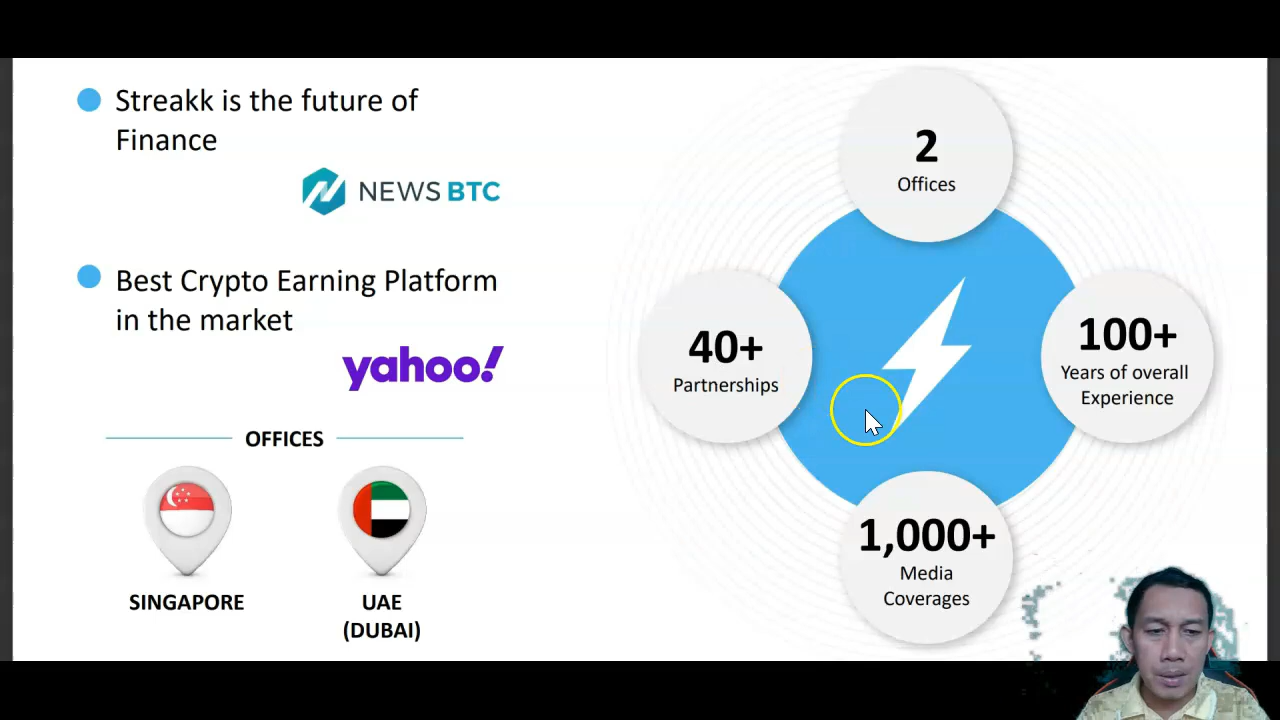 Streakk is the future of
Finance
NEWS BTC
Best Crypto Earning Platform
in the market
yahoo!
OFFICES
SINGAPORE
UAE
(DUBAI)
2
Offices
40+
Partnerships
100+
Years of overall
Experience
1,000+
Media
Coverages